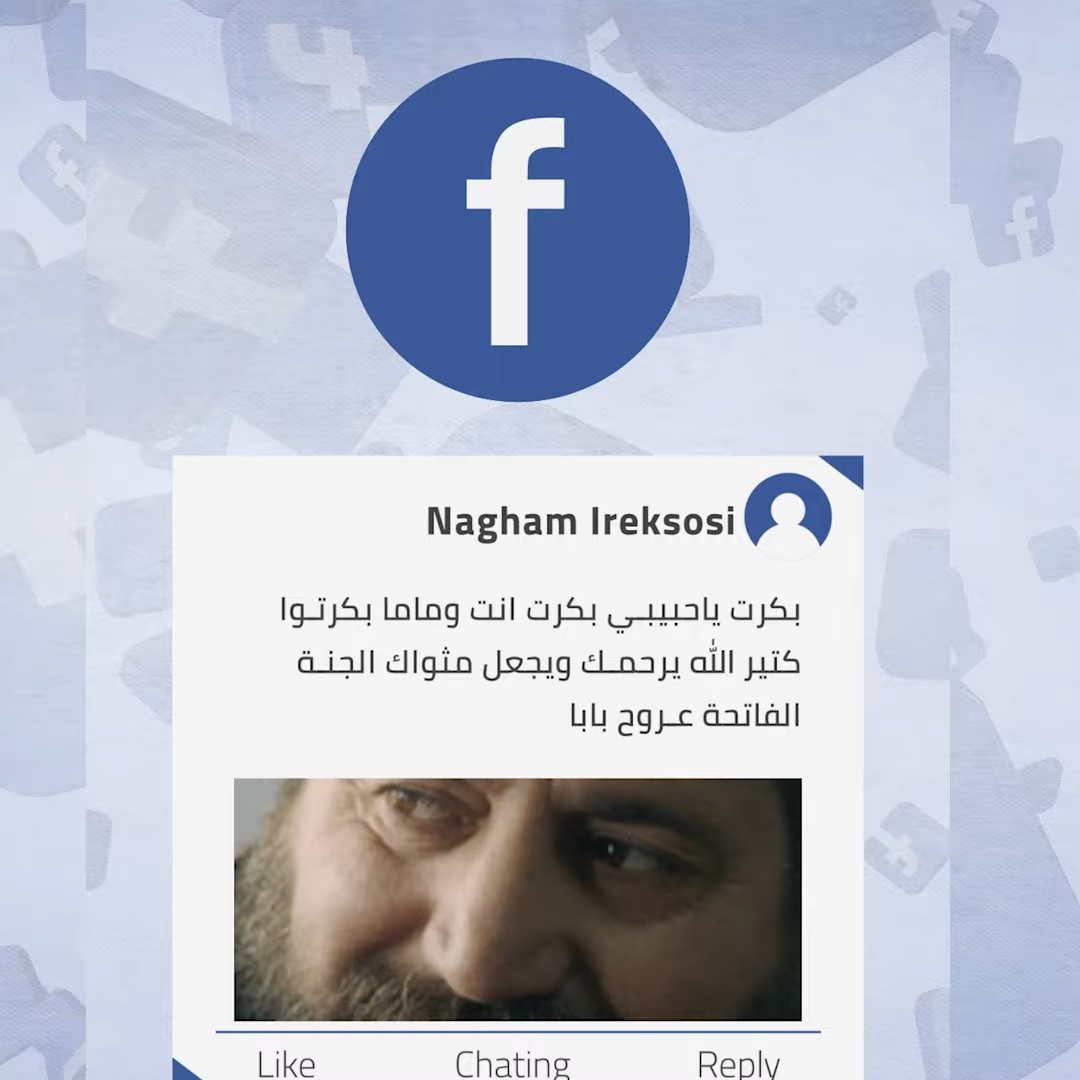 f
Nagham Ireksosi
بكرت ياحبيبي بكرت انت وماما بكرتوا
كتير الله يرحمك ويجعل مثواك الجنة
الفاتحة عروح بابا
Like Chating Reply